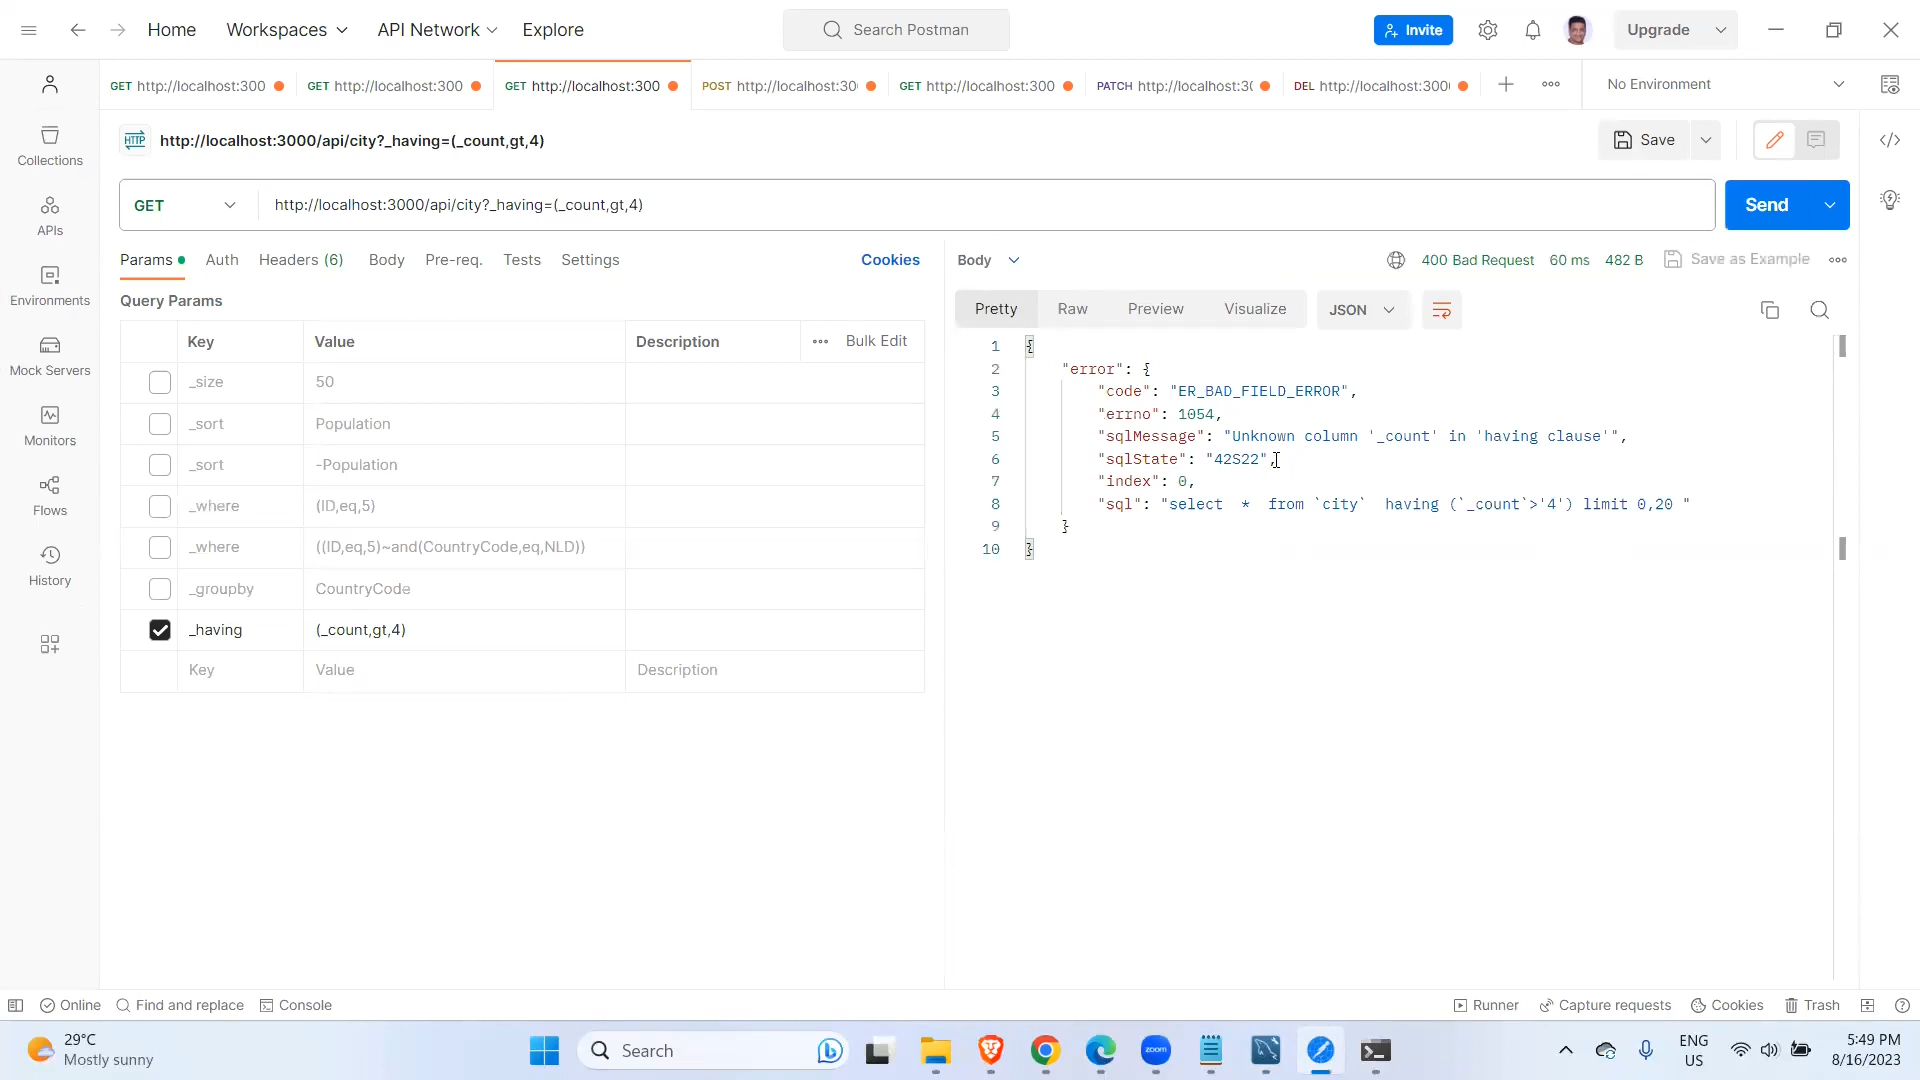 Home Workspaces API Network Explore Search Postman Invite Upgrade
GET http://localhost:300 GET http://localhost:300 GET http://localhost:300 POST http://localhost:30 GET http://localhost:300 PATCH http://localhost:3 DEL http://localhost:300 No Environment
HTTP http://localhost:3000/api/city?_having=(_count,gt,4) Save
GET http://localhost:3000/api/city?_having=(_count,gt,4) Send
Collections
APIs
Environments
Mock Servers
Monitors
Flows
History
Params Auth Headers (6) Body Pre-req. Tests Settings Cookies
Query Params
Key Value Description Bulk Edit
_size 50
_sort Population
_sort -Population
_where (ID,eq,5)
_where ((ID,eq,5)~and(CountryCode,eq,NLD))
_groupby CountryCode
_having (_count,gt,4)
Key Value Description
Body 400 Bad Request 60 ms 482 B Save as Example
Pretty Raw Preview Visualize JSON
1 {
2 "error": {
3 "code": "ER_BAD_FIELD_ERROR",
4 "errno": 1054,
5 "sqlMessage": "Unknown column '_count' in 'having clause'",
6 "sqlState": "42S22",
7 "index": 0,
8 "sql": "select  *  from `city`  having (`_count`>'4') limit 0,20 "
9 }
10 }
Online Find and replace Console Runner Capture requests Cookies Trash
29°C
Mostly sunny
Search
zoom
ENG
US
5:49 PM
8/16/2023